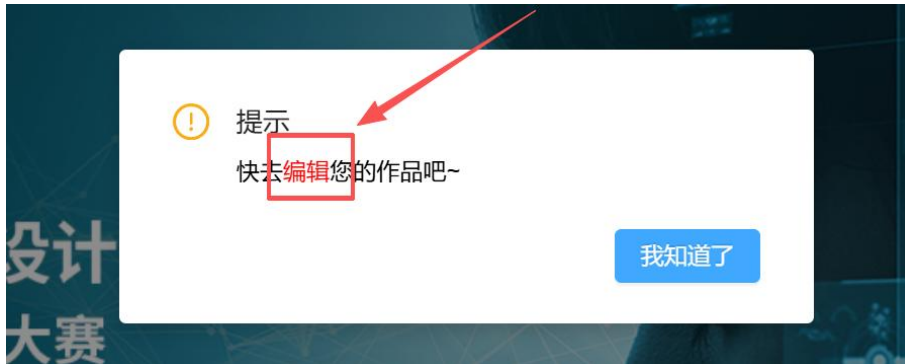 提示
快去编辑您的作品吧~
我知道了
设计
大赛